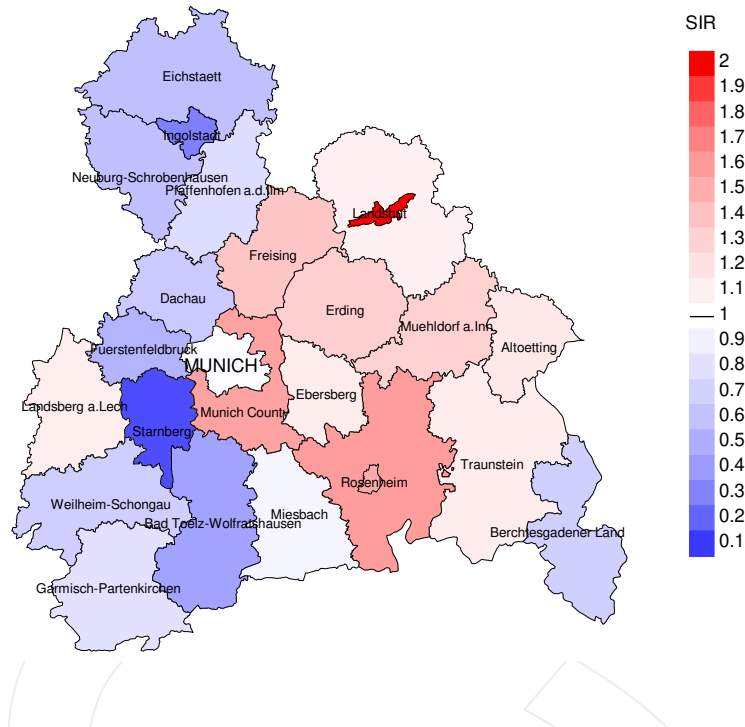 SIR
2
1.9
1.8
1.7
1.6
1.5
1.4
1.3
1.2
1.1
1
0.9
0.8
0.7
0.6
0.5
0.4
0.3
0.2
0.1
Eichstaett
Ingolstadt
Neuburg-Schrobenhausen
Pfaffenhofen a.d.Ilm
Landshut
Freising
Dachau
Erding
Muehldorf a.Inn
Altoetting
Fuerstenfeldbruck
MUNICH
Ebersberg
Landsberg a.Lech
Munich County
Starnberg
Traunstein
Rosenheim
Weilheim-Schongau
Miesbach
Bad Toelz-Wolfratshausen
Berchtesgadener Land
Garmisch-Partenkirchen